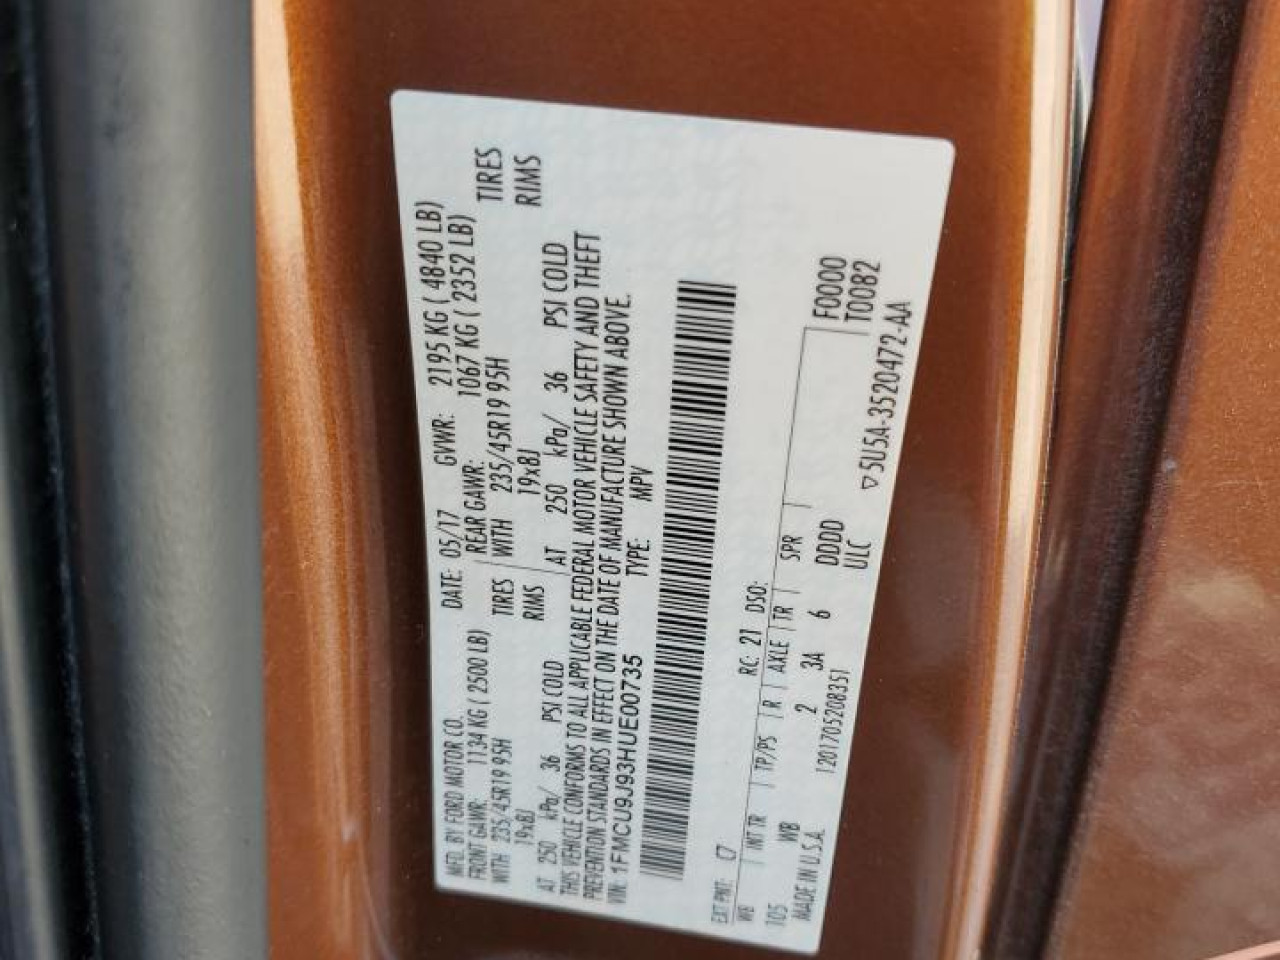 MFD. BY FORD MOTOR CO. DATE: 05/17 GVWR: 2195 KG ( 4840 LB)
FRONT GAWR: 1134 KG ( 2500 LB) REAR GAWR: 1067 KG ( 2352 LB)
WITH 235/45R19 95H TIRES WITH 235/45R19 95H TIRES
19x8J RIMS 19x8J RIMS
AT 250 kPa/ 36 PSI COLD AT 250 kPa/ 36 PSI COLD
THIS VEHICLE CONFORMS TO ALL APPLICABLE FEDERAL MOTOR VEHICLE SAFETY AND THEFT
PREVENTION STANDARDS IN EFFECT ON THE DATE OF MANUFACTURE SHOWN ABOVE.
VIN: 1FMCU9J93HUE00735 TYPE: MPV
EXT PNT: C7 RC: 21 DSO:
WB | INT TR | TP/PS | R | AXLE | TR | SPR | F0000
T0082
105 WB 2 3A 6 DDDD
MADE IN U.S.A. 1201705208351 ULC
▽5U5A-3520472-AA